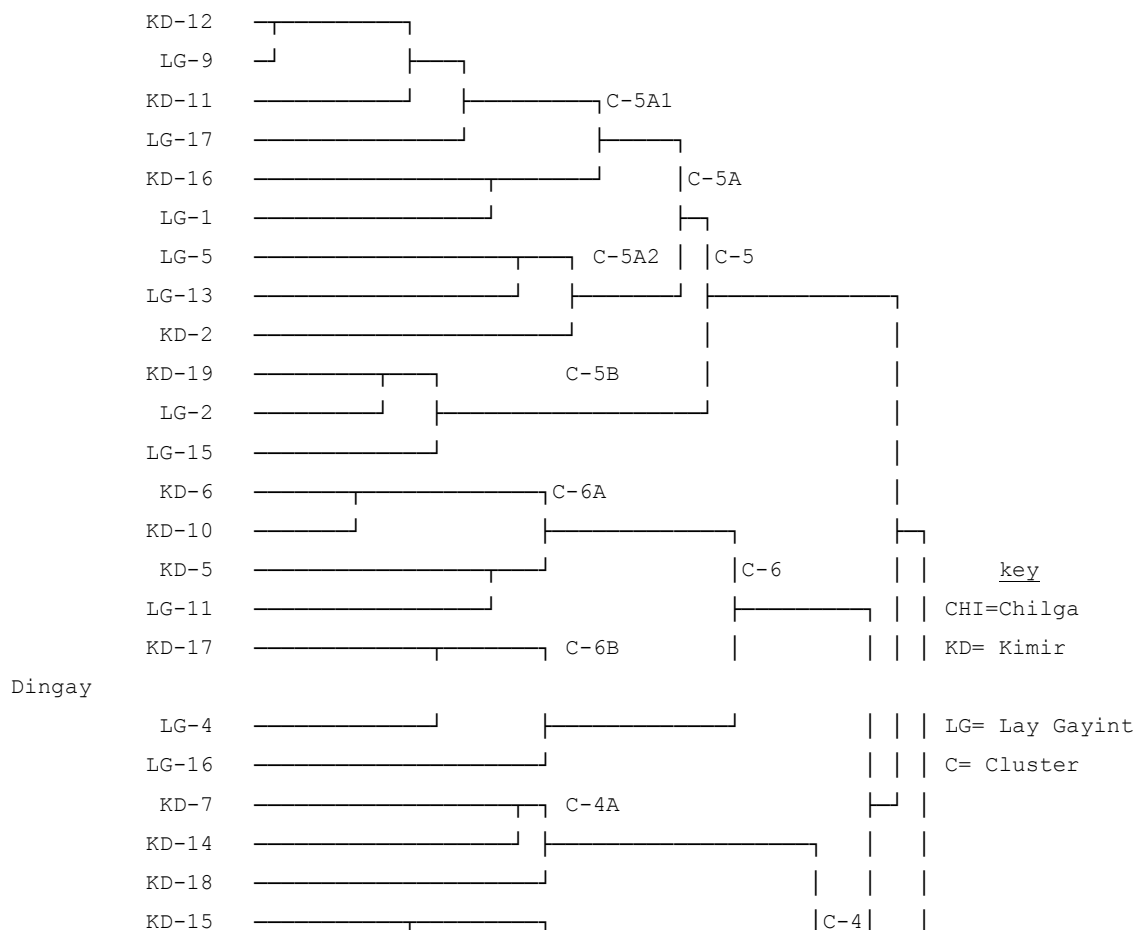 KD-12
LG-9
KD-11 C-5A1
LG-17
KD-16 C-5A
LG-1
LG-5 C-5A2 C-5
LG-13
KD-2
KD-19 C-5B
LG-2
LG-15
KD-6 C-6A
KD-10
KD-5 C-6 key
LG-11 CHI=Chilga
KD-17 C-6B KD= Kimir
Dingay
LG-4 LG= Lay Gayint
LG-16 C= Cluster
KD-7 C-4A
KD-14
KD-18
KD-15 C-4